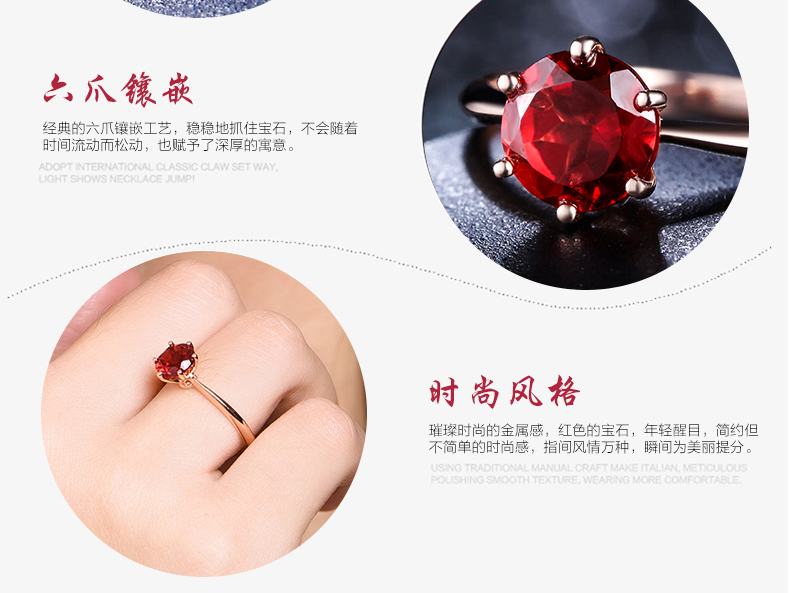 六爪镶嵌
经典的六爪镶嵌工艺，稳稳地抓住宝石，不会随着
时间流动而松动，也赋予了深厚的寓意。
ADOPT INTERNATIONAL CLASSIC CLAW SET WAY,
LIGHT SHOWS NECKLACE JUMP!
时尚风格
璀璨时尚的金属感，红色的宝石，年轻醒目，简约但
不简单的时尚感，指间风情万种，瞬间为美丽提分。
USING TRADITIONAL MANUAL CRAFT MAKE ITALIAN, METICULOUS
POLISHING SMOOTH TEXTURE, WEARING MORE COMFORTABLE.